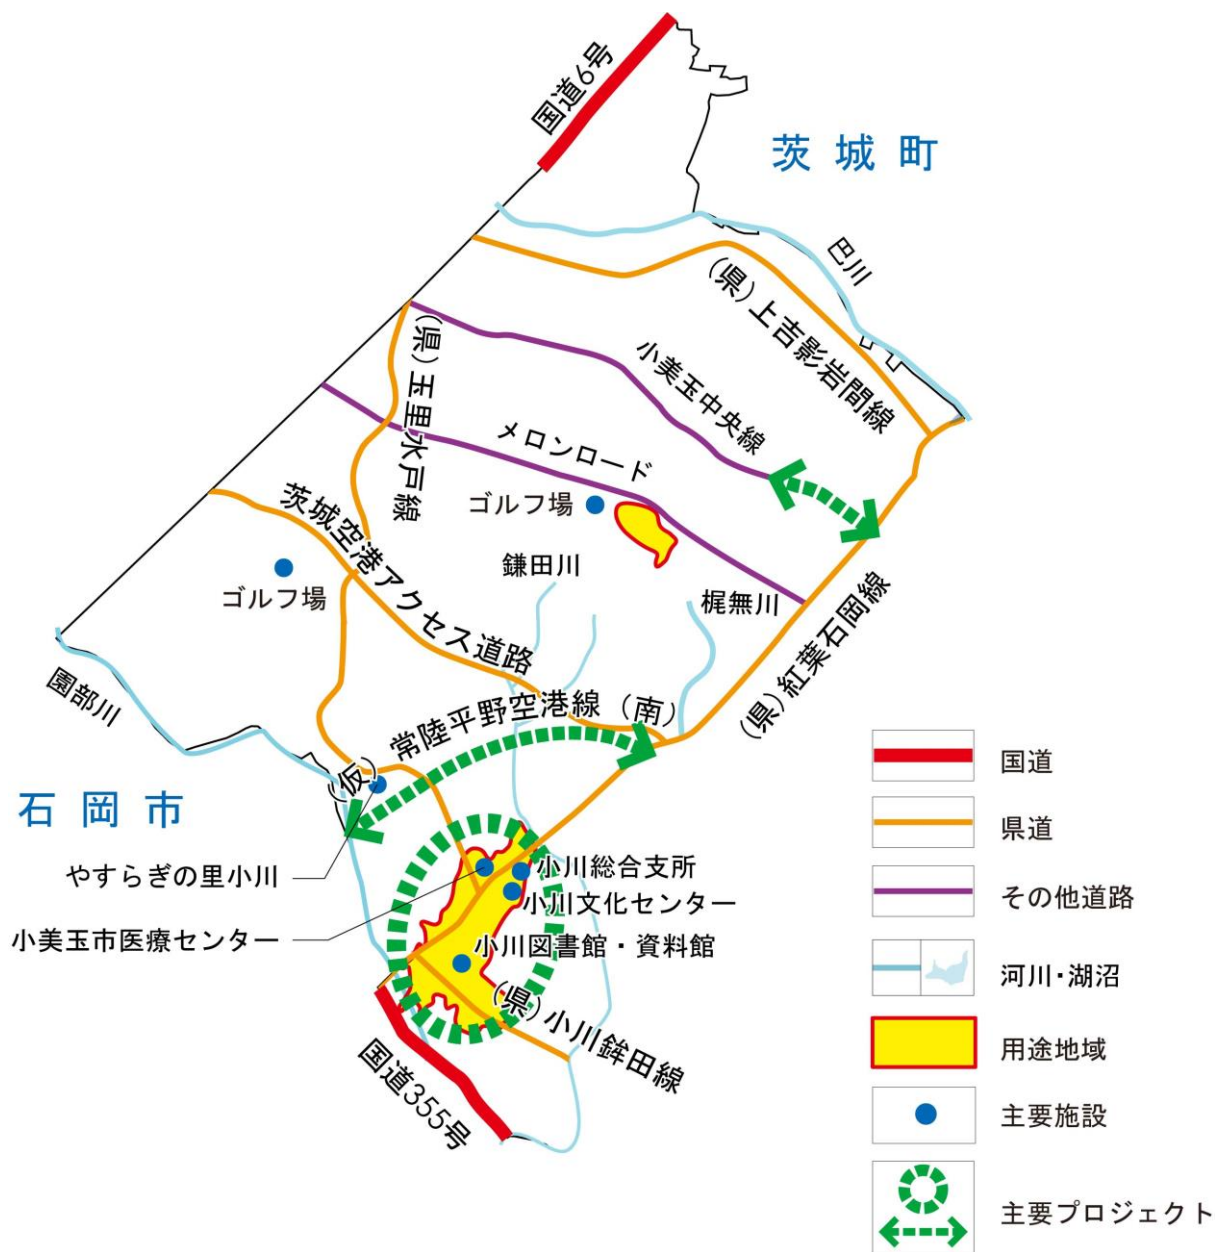 国道6号
茨城町
巴川
(県)上吉影岩間線
小美玉中央線
(県)玉里水戸線
メロンロード
ゴルフ場
茨城空港アクセス道路
鎌田川
梶無川
ゴルフ場
(県)紅葉石岡線
園部川
(仮)常陸平野空港線(南)
石岡市
やすらぎの里小川
小川総合支所
小川文化センター
小美玉市医療センター
小川図書館・資料館
(県)小川鉾田線
国道355号
国道
県道
その他道路
河川・湖沼
用途地域
主要施設
主要プロジェクト